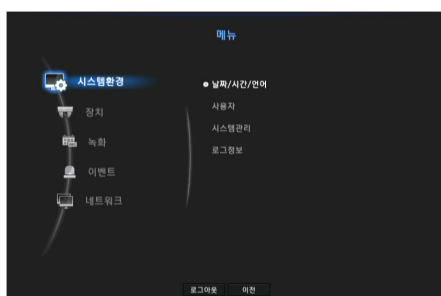 메뉴
시스템환경
장치
녹화
이벤트
네트워크
날짜/시간/언어
사용자
시스템관리
로그정보
로그아웃 이전